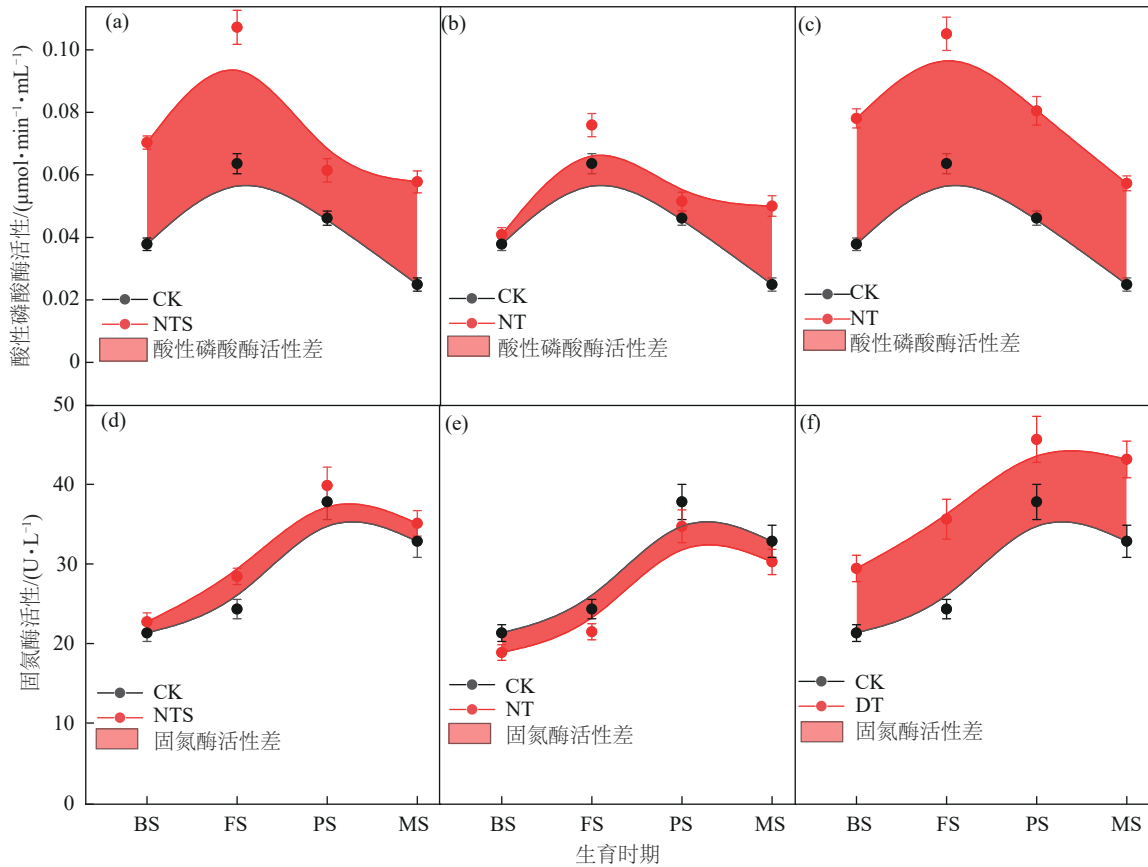 酸性磷酸酶活性/(μmol·min⁻¹·mL⁻¹)
0.10
0.08
0.06
0.04
0.02
0
(a)
CK
NTS
酸性磷酸酶活性差
(b)
CK
NT
酸性磷酸酶活性差
(c)
CK
NT
酸性磷酸酶活性差
固氮酶活性/(U·L⁻¹)
50
40
30
20
10
0
(d)
CK
NTS
固氮酶活性差
(e)
CK
NT
固氮酶活性差
(f)
CK
DT
固氮酶活性差
BS FS PS MS BS FS PS MS BS FS PS MS
生育时期